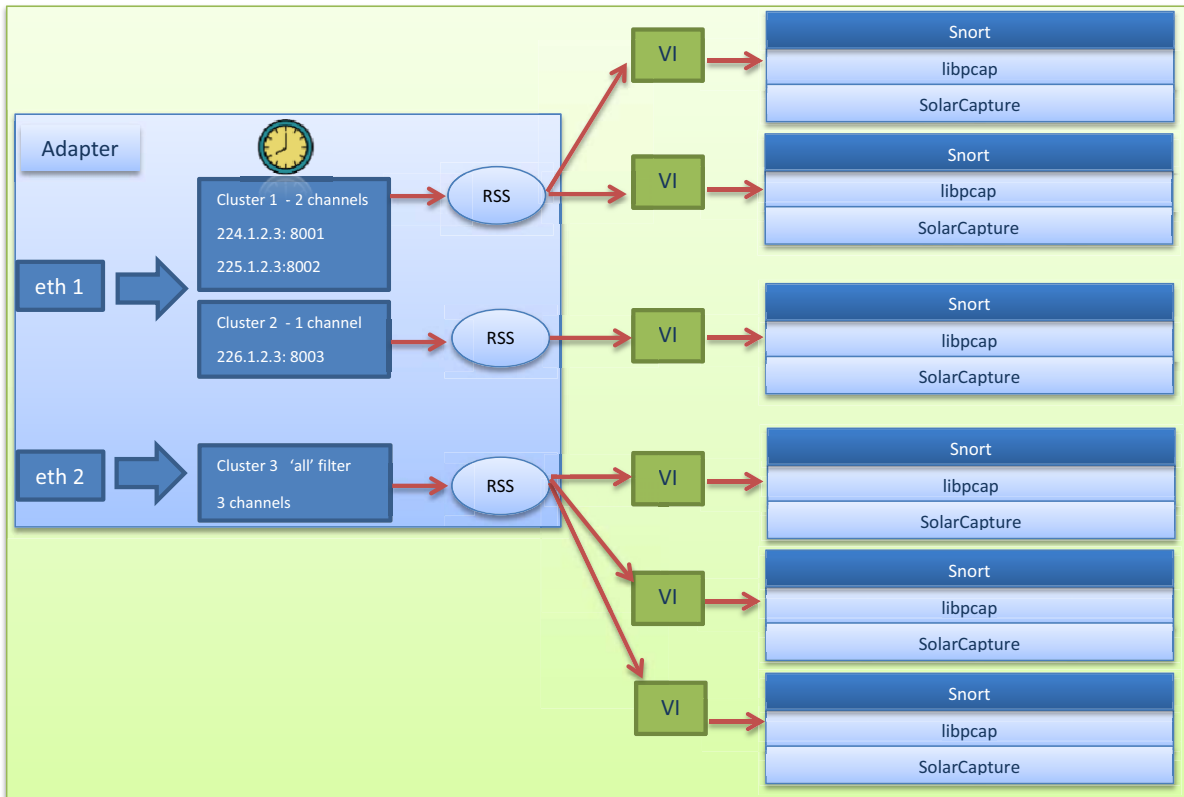 Adapter
eth 1
Cluster 1 - 2 channels
224.1.2.3: 8001
225.1.2.3:8002
Cluster 2 - 1 channel
226.1.2.3: 8003
eth 2
Cluster 3 ‘all’ filter
3 channels
RSS
RSS
RSS
VI
Snort
libpcap
SolarCapture
VI
Snort
libpcap
SolarCapture
VI
Snort
libpcap
SolarCapture
VI
Snort
libpcap
SolarCapture
VI
Snort
libpcap
SolarCapture
VI
Snort
libpcap
SolarCapture